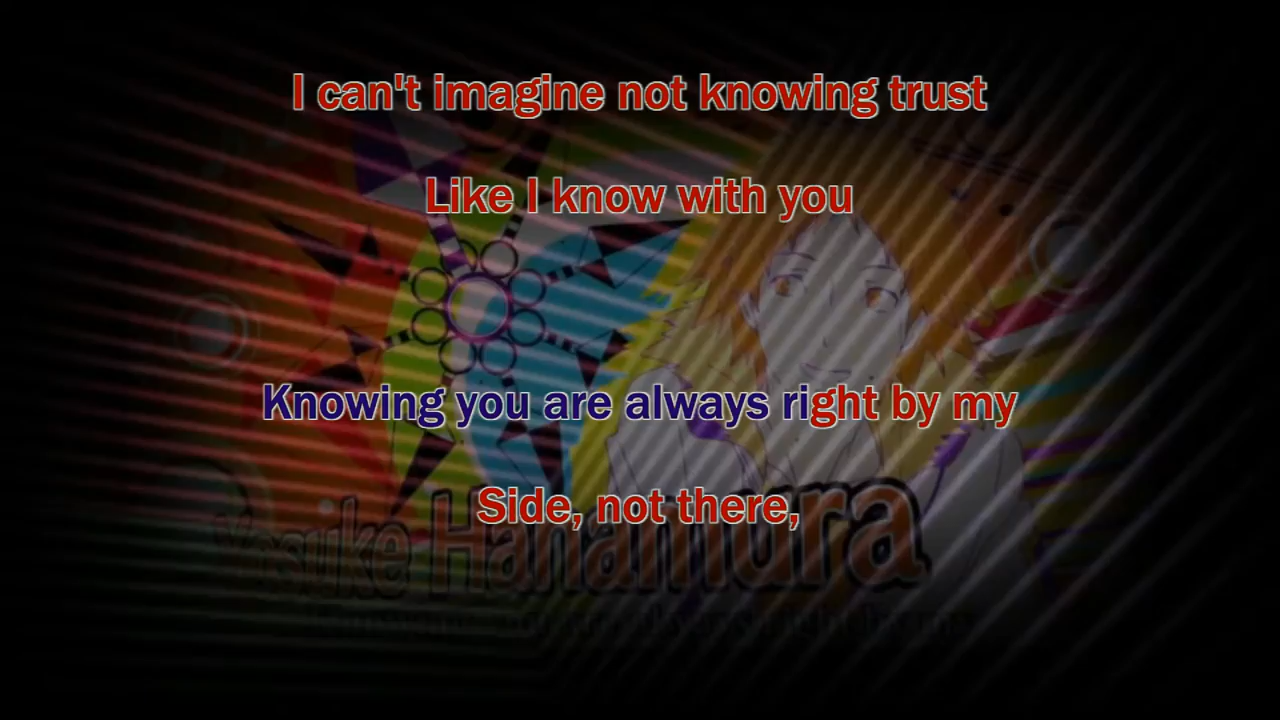 I can't imagine not knowing trust
Like I know with you
Knowing you are always right by my
Side, not there,
Yosuke Hanamura